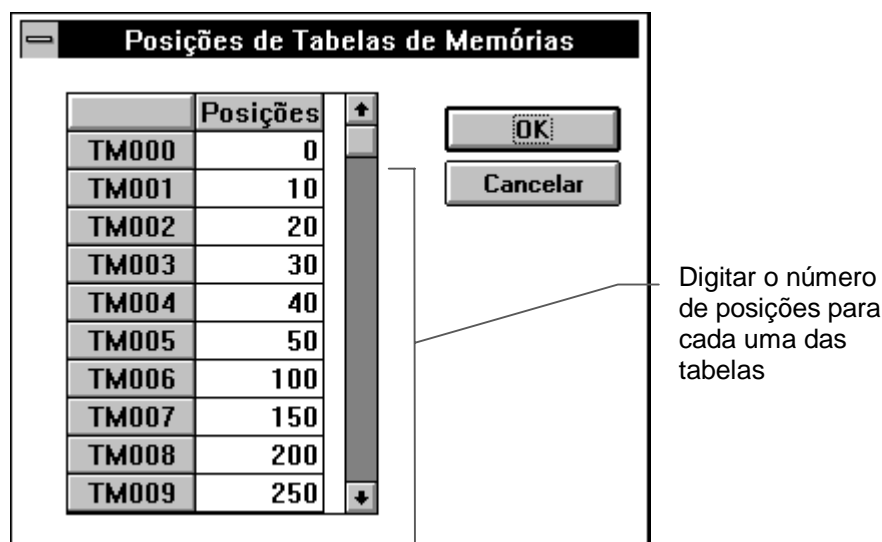 Posições de Tabelas de Memórias
Posições
TM000 0
TM001 10
TM002 20
TM003 30
TM004 40
TM005 50
TM006 100
TM007 150
TM008 200
TM009 250
OK
Cancelar
Digitar o número
de posições para
cada uma das
tabelas